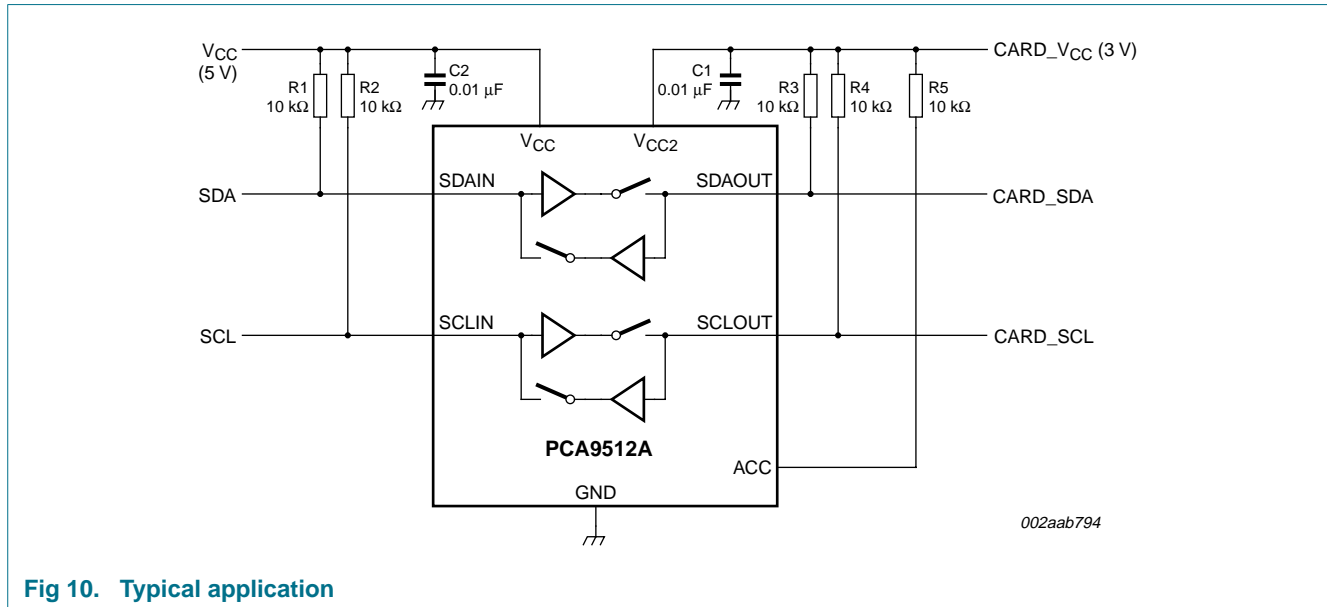 VCC
(5 V)
CARD_VCC (3 V)
R1
10 kΩ
R2
10 kΩ
C2
0.01 μF
C1
0.01 μF
R3
10 kΩ
R4
10 kΩ
R5
10 kΩ
VCC
VCC2
SDA
SDAIN
SDAOUT
CARD_SDA
SCL
SCLIN
SCLOUT
CARD_SCL
PCA9512A
ACC
GND
002aab794
Fig 10. Typical application